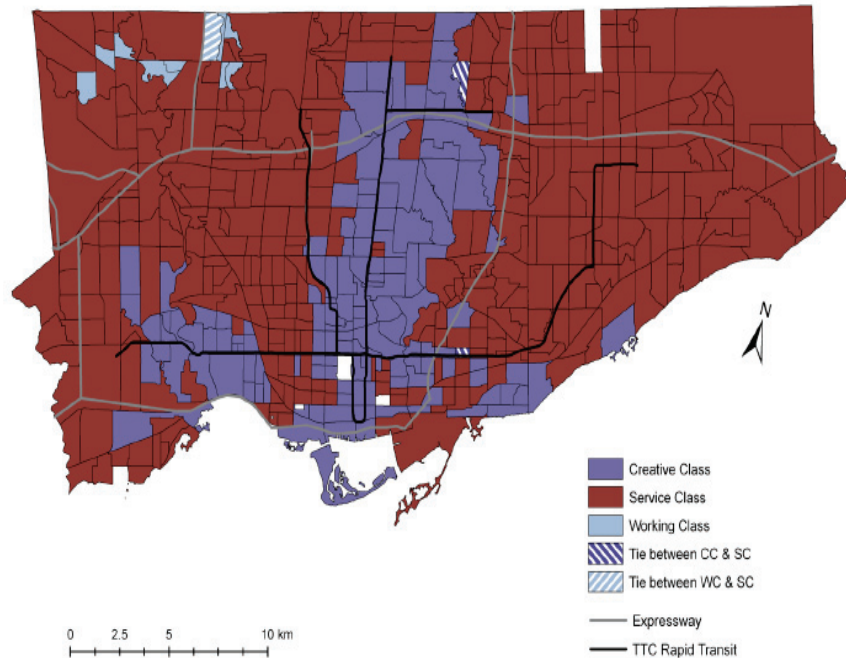 N
Creative Class
Service Class
Working Class
Tie between CC & SC
Tie between WC & SC
Expressway
TTC Rapid Transit
0 2.5 5 10 km